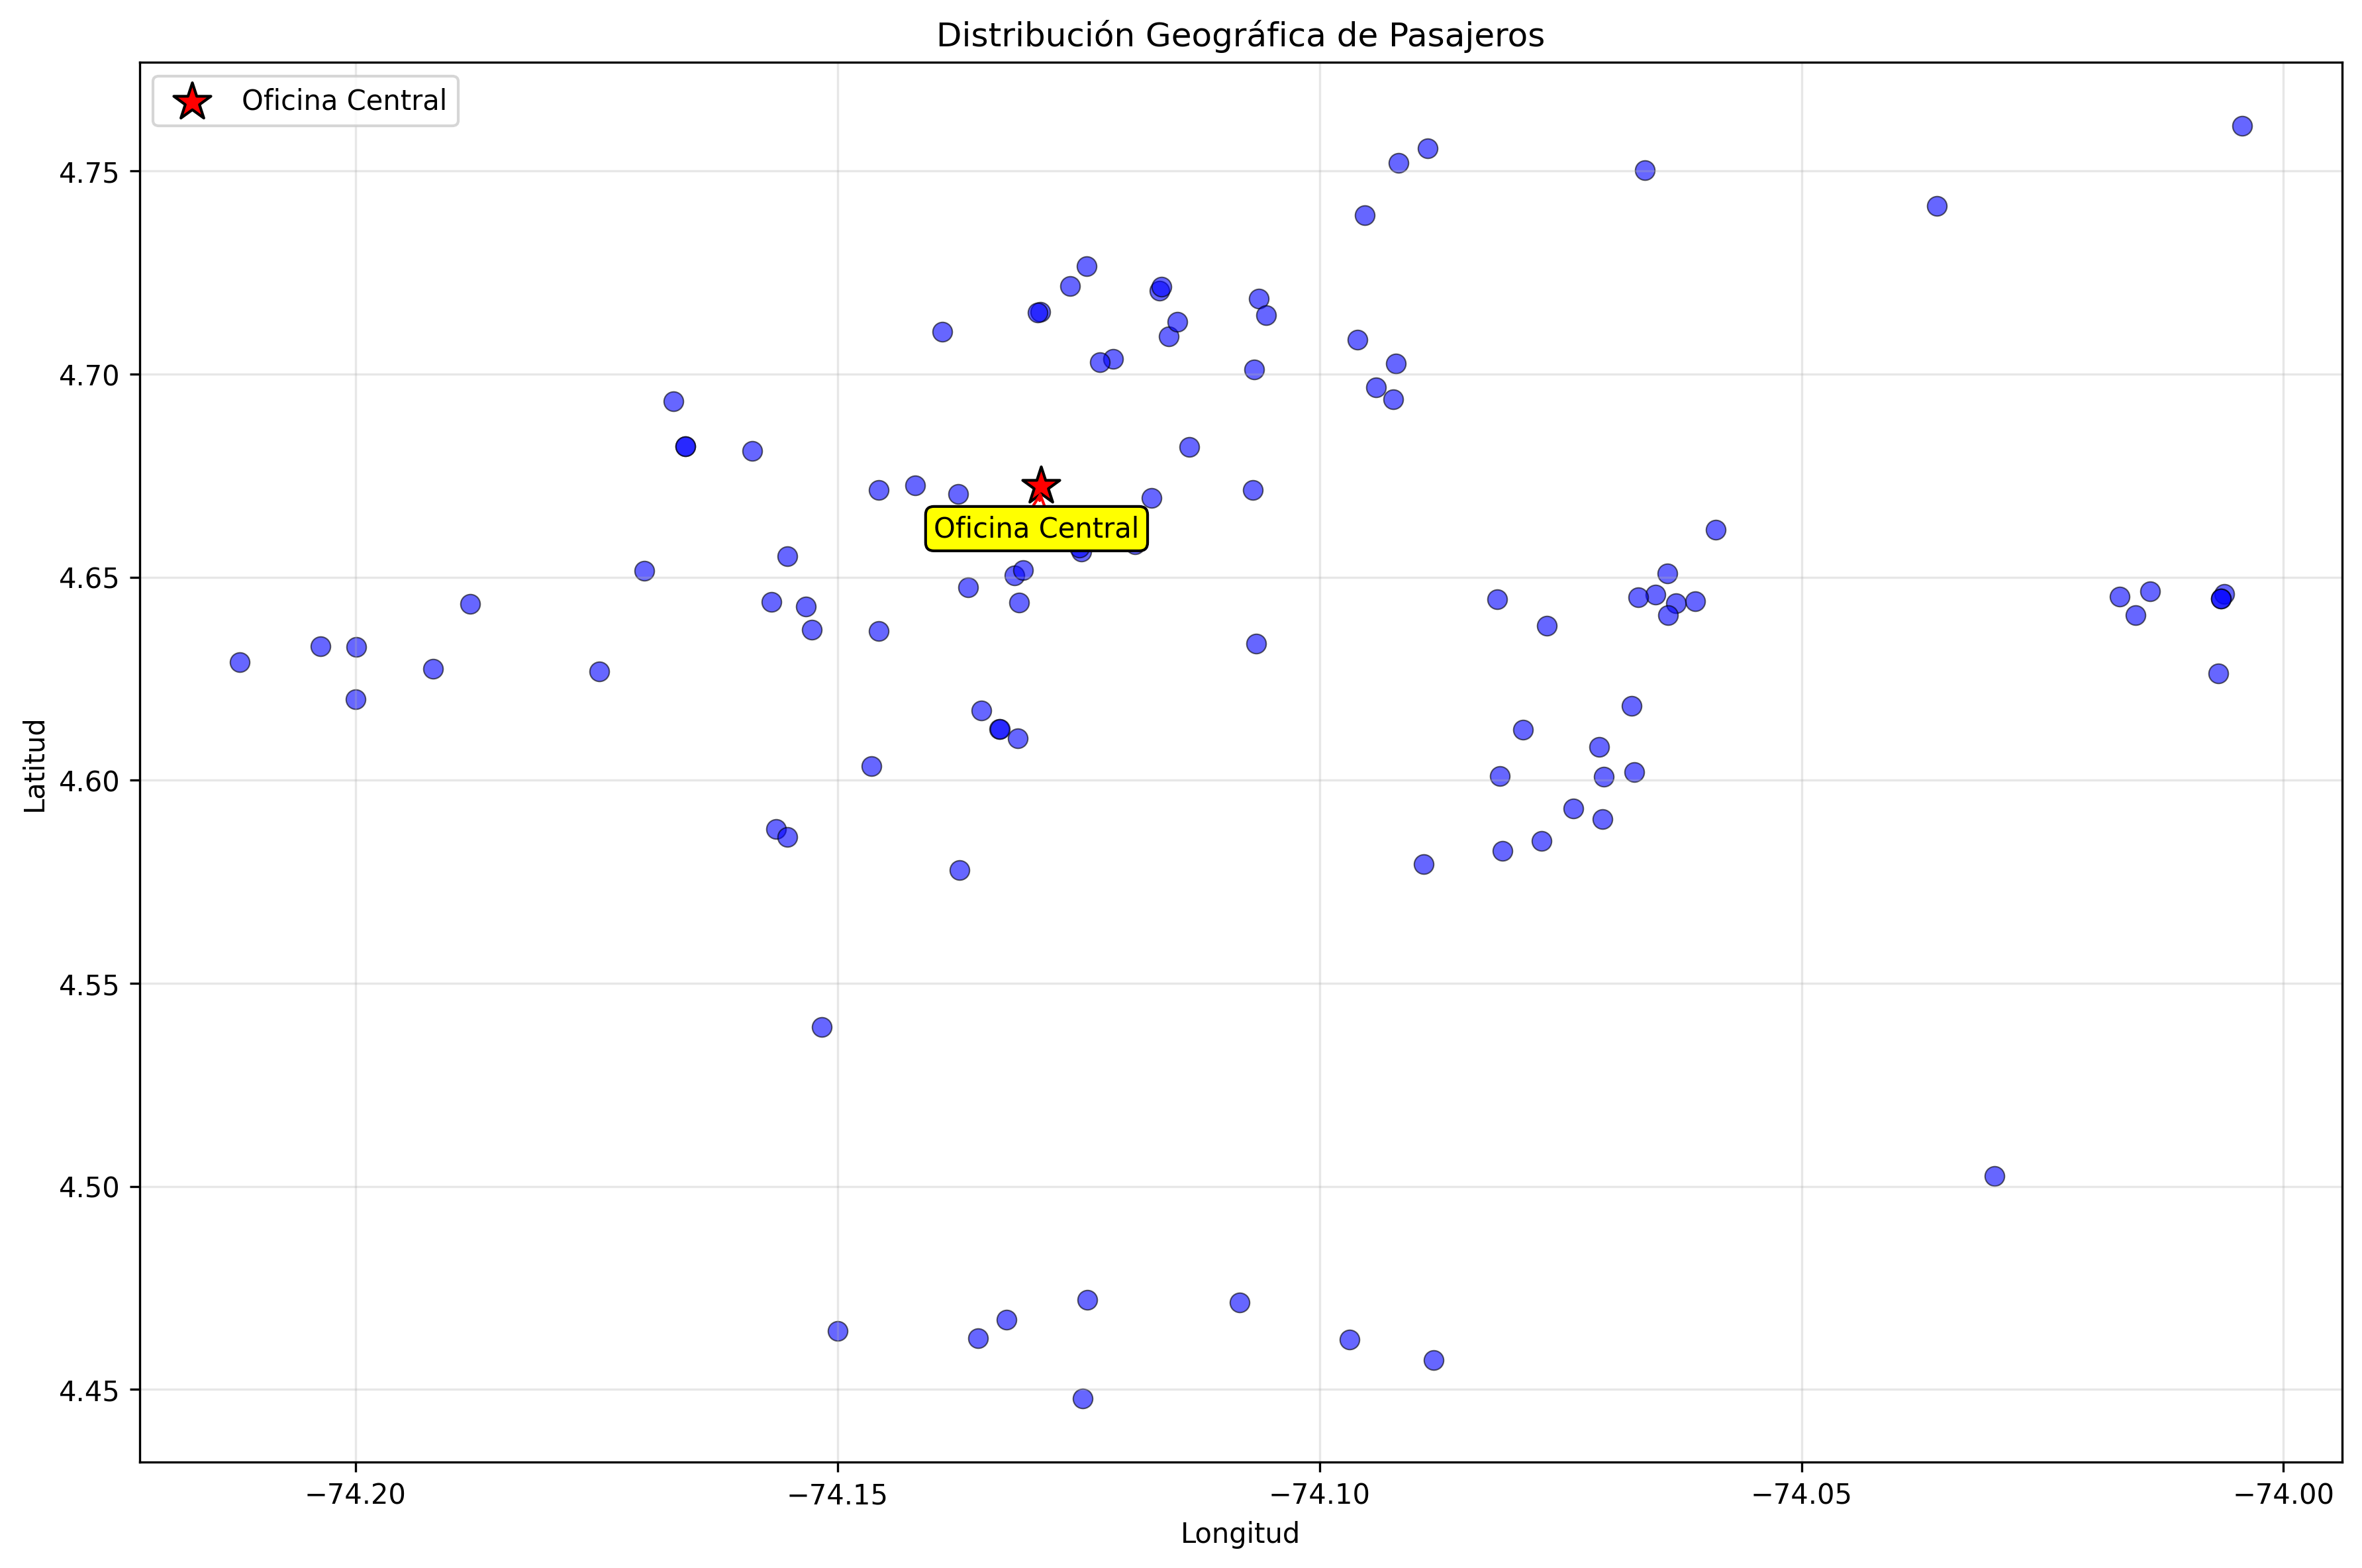 Distribución Geográfica de Pasajeros
Oficina Central
4.75
4.70
4.65
4.60
4.55
4.50
4.45
Latitud
Oficina Central
−74.20
−74.15
−74.10
−74.05
−74.00
Longitud